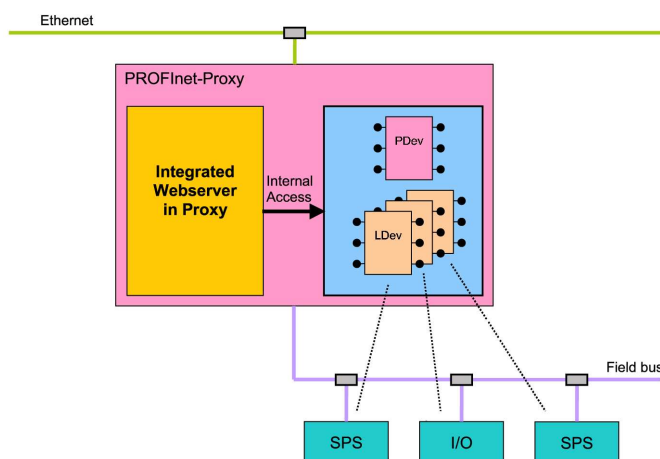 Ethernet
PROFInet-Proxy
Integrated
Webserver
in Proxy
Internal
Access
PDev
LDev
Field bus
SPS
I/O
SPS